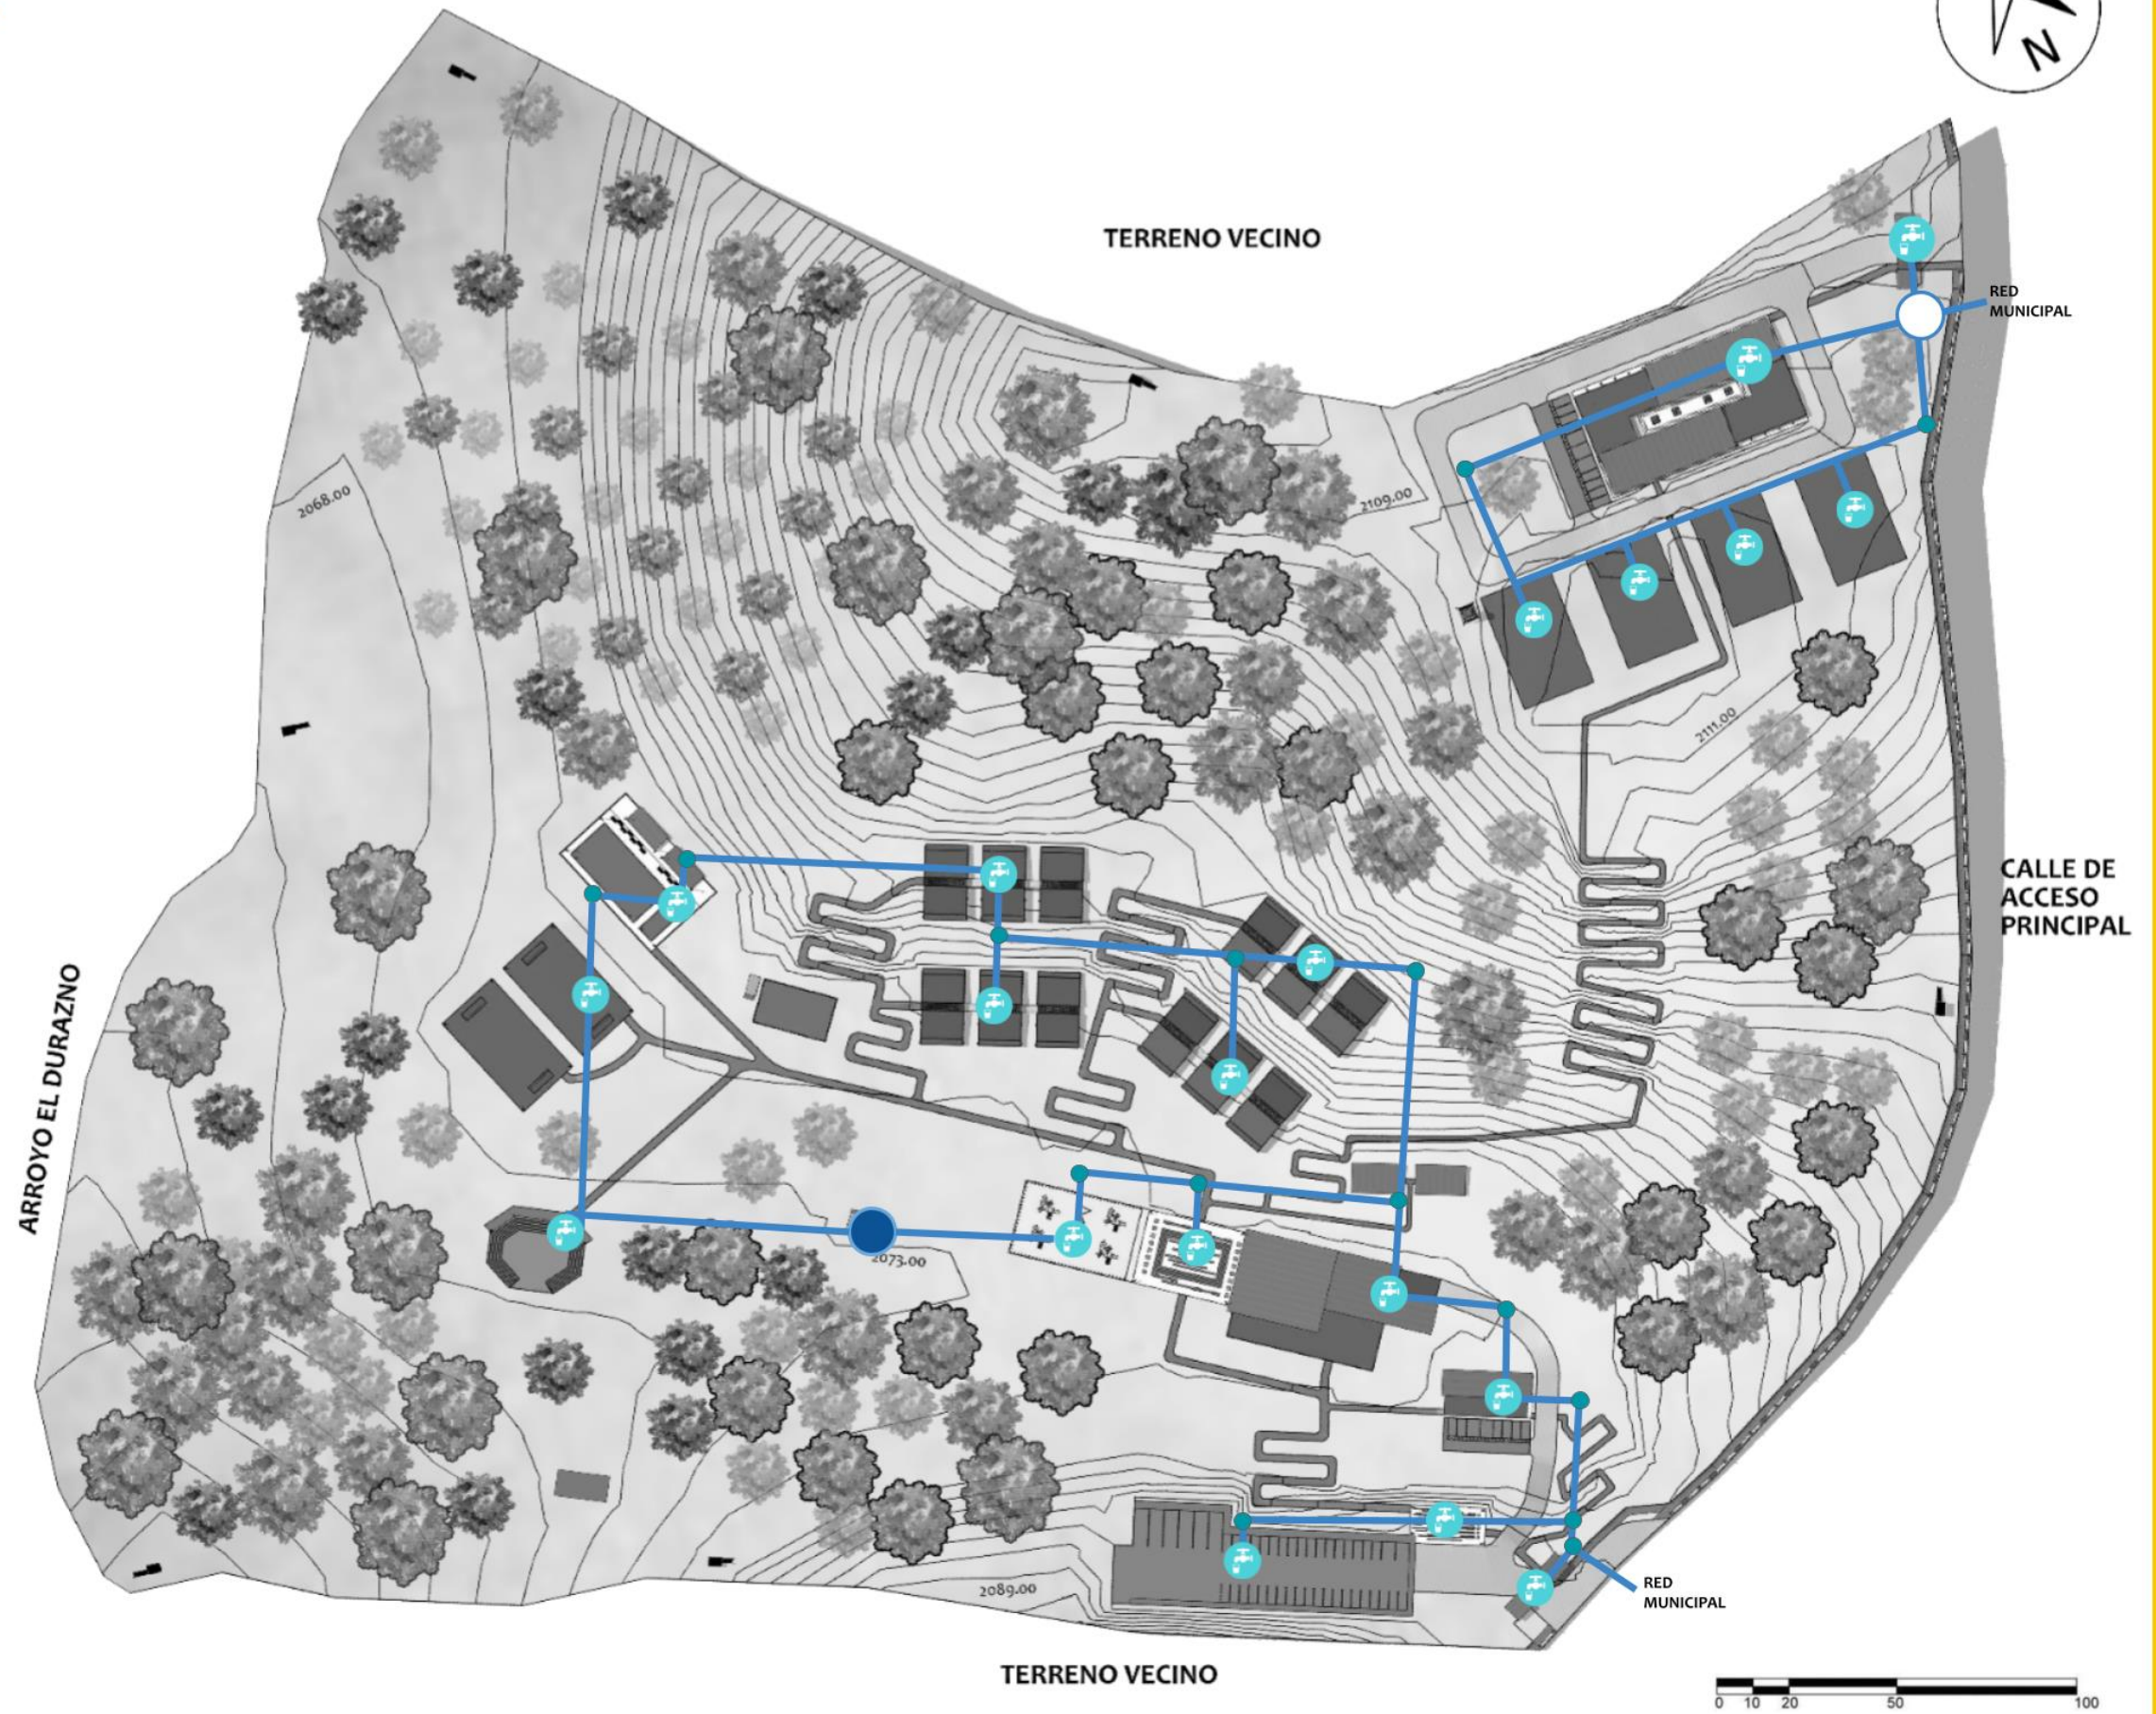 N
TERRENO VECINO
RED
MUNICIPAL
2068.00
2109.00
2111.00
CALLE DE
ACCESO
PRINCIPAL
ARROYO EL DURAZNO
2073.00
2089.00
RED
MUNICIPAL
TERRENO VECINO
0 10 20 50 100